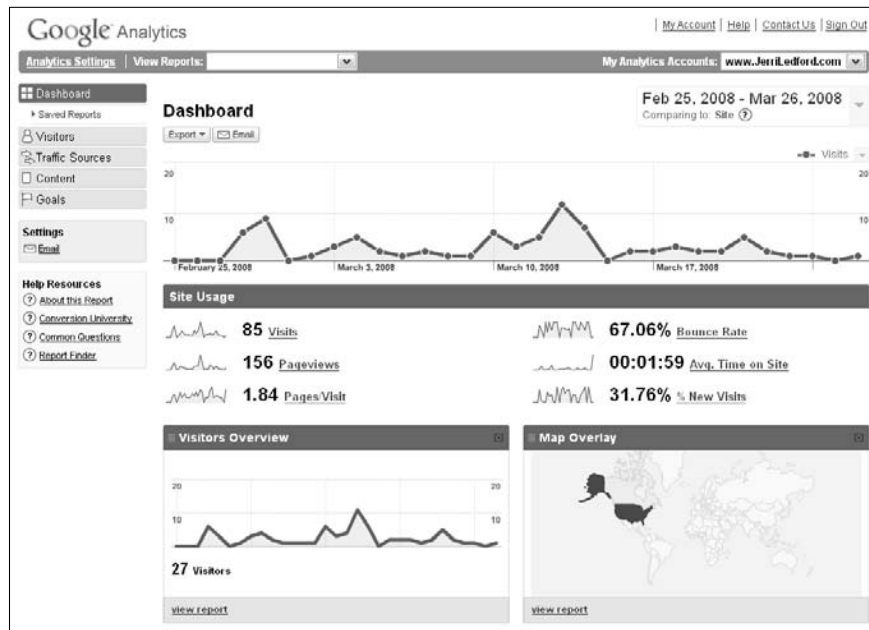 Google Analytics
My Account | Help | Contact Us | Sign Out
Analytics Settings | View Reports:
My Analytics Accounts: www.JerriLedford.com
Dashboard
Saved Reports
Visitors
Traffic Sources
Content
Goals
Settings
Email
Help Resources
? About this Report
? Conversion University
? Common Questions
? Report Finder
Dashboard
Export Email
Feb 25, 2008 - Mar 26, 2008
Comparing to: Site ?
Visits
20 20
10 10
February 25, 2008 March 3, 2008 March 10, 2008 March 17, 2008
Site Usage
85 Visits
67.06% Bounce Rate
156 Pageviews
00:01:59 Avg. Time on Site
1.84 Pages/Visit
31.76% % New Visits
Visitors Overview
20 20
10 10
27 Visitors
view report
Map Overlay
view report